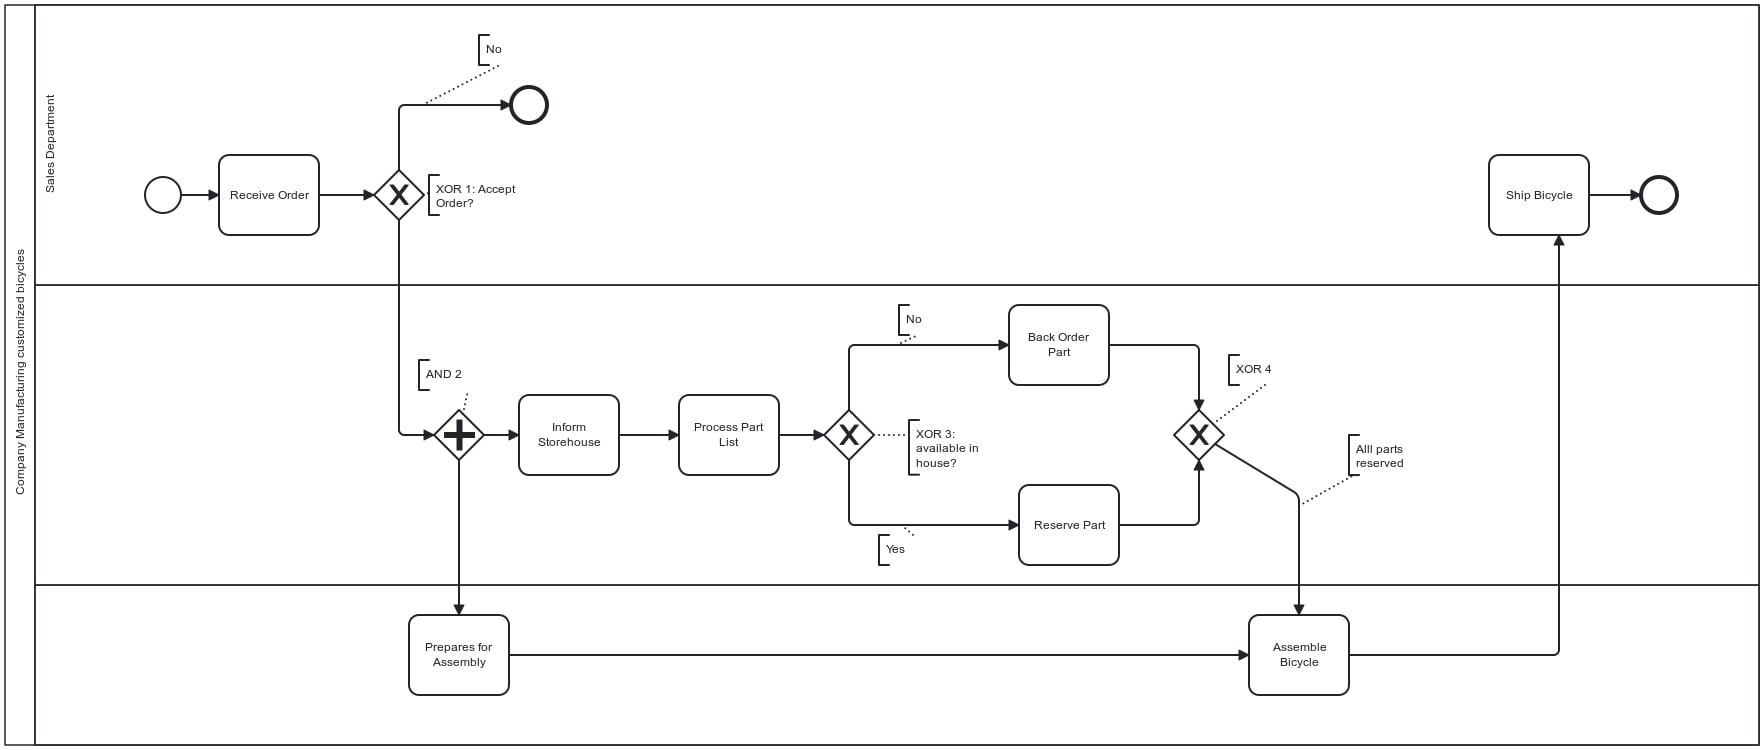 Company Manufacturing customized bicycles
Sales Department
No
Receive Order
XOR 1: Accept
Order?
Ship Bicycle
AND 2
Inform
Storehouse
Process Part
List
No
XOR 3:
available in
house?
Yes
Back Order
Part
Reserve Part
XOR 4
Alll parts
reserved
Prepares for
Assembly
Assemble
Bicycle